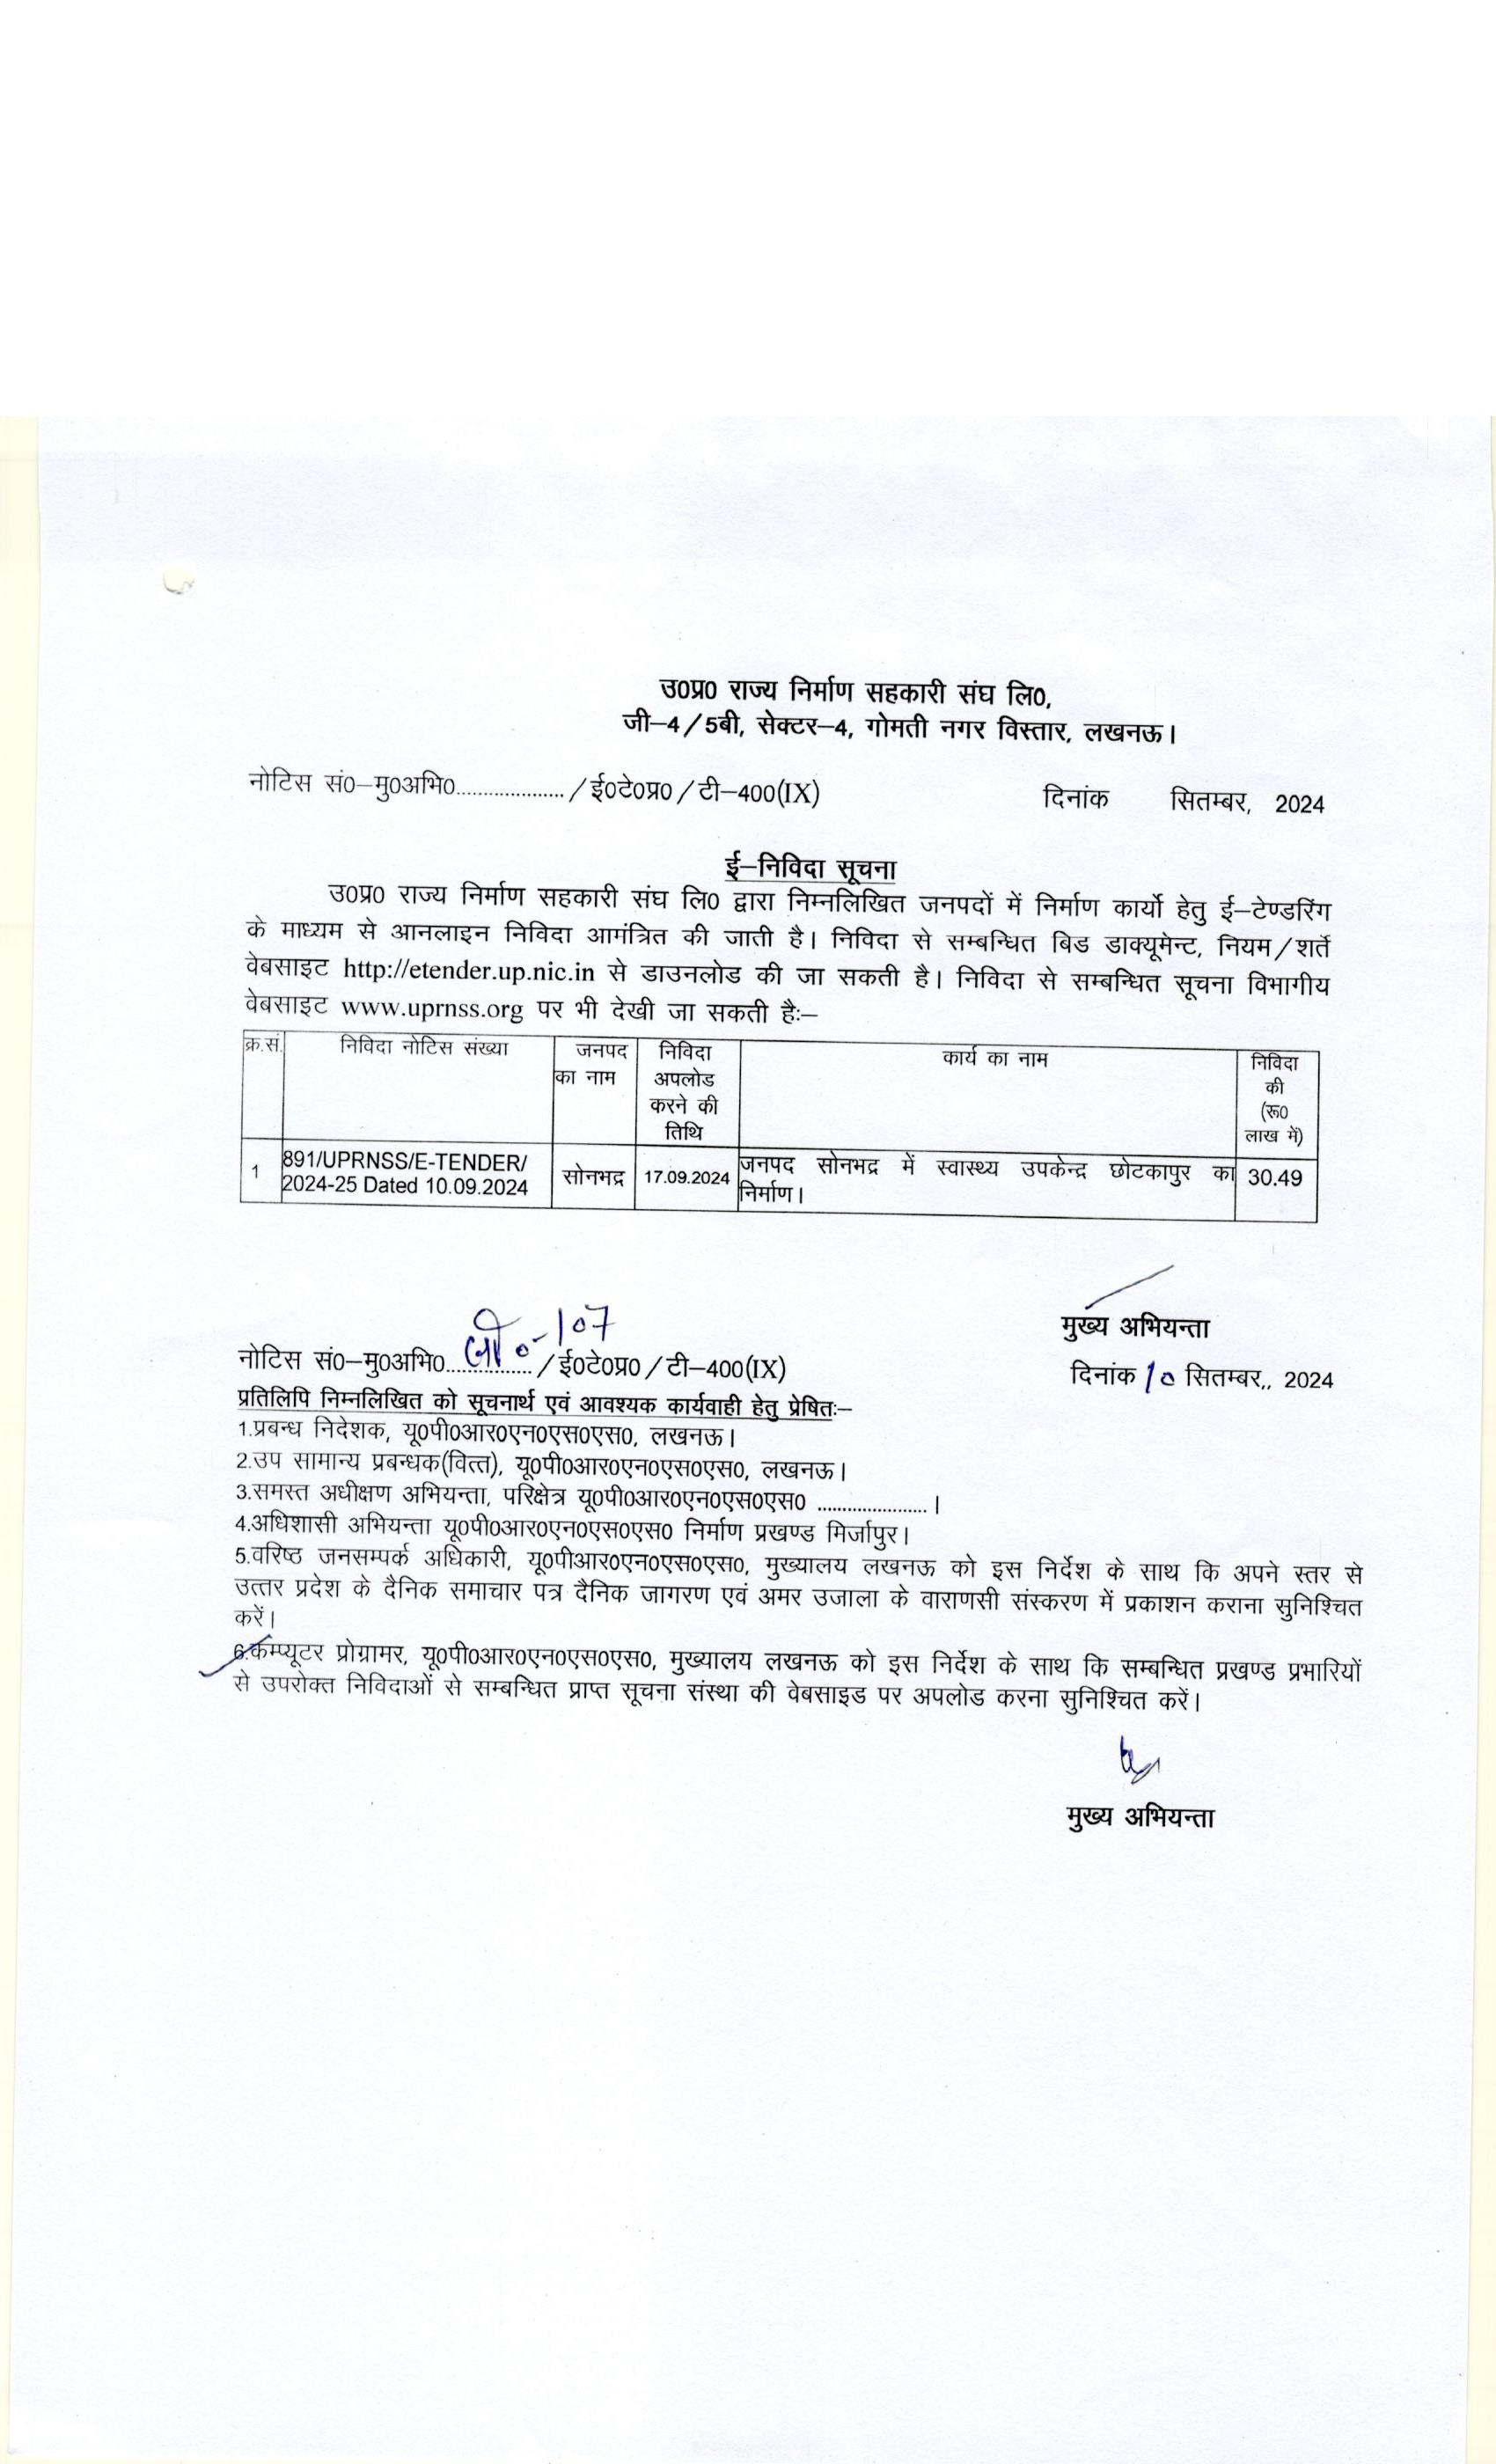 उ0प्र0 राज्य निर्माण सहकारी संघ लि0,
जी–4/5बी, सेक्टर–4, गोमती नगर विस्तार, लखनऊ।
नोटिस सं0–मु0अभि0.................... /ई0टे0प्र0/टी–400(IX) दिनांक सितम्बर, 2024
ई–निविदा सूचना
उ0प्र0 राज्य निर्माण सहकारी संघ लि0 द्वारा निम्नलिखित जनपदों में निर्माण कार्यो हेतु ई–टेण्डरिंग
के माध्यम से आनलाइन निविदा आमंत्रित की जाती है। निविदा से सम्बन्धित बिड डाक्यूमेन्ट, नियम/शर्ते
वेबसाइट http://etender.up.nic.in से डाउनलोड की जा सकती है। निविदा से सम्बन्धित सूचना विभागीय
वेबसाइट www.uprnss.org पर भी देखी जा सकती हैः–
क्र.सं. निविदा नोटिस संख्या जनपद का नाम निविदा अपलोड करने की तिथि कार्य का नाम निविदा की (रू0 लाख में)
1 891/UPRNSS/E-TENDER/ 2024-25 Dated 10.09.2024 सोनभद्र 17.09.2024 जनपद सोनभद्र में स्वास्थ्य उपकेन्द्र छोटकापुर का निर्माण। 30.49
मुख्य अभियन्ता
नोटिस सं0–मु0अभि0 जी0-107 /ई0टे0प्र0/टी–400(IX) दिनांक 10 सितम्बर,, 2024
प्रतिलिपि निम्नलिखित को सूचनार्थ एवं आवश्यक कार्यवाही हेतु प्रेषितः–
1.प्रबन्ध निदेशक, यू0पी0आर0एन0एस0एस0, लखनऊ।
2.उप सामान्य प्रबन्धक(वित्त), यू0पी0आर0एन0एस0एस0, लखनऊ।
3.समस्त अधीक्षण अभियन्ता, परिक्षेत्र यू0पी0आर0एन0एस0एस0 ...................... ।
4.अधिशासी अभियन्ता यू0पी0आर0एन0एस0एस0 निर्माण प्रखण्ड मिर्जापुर।
5.वरिष्ठ जनसम्पर्क अधिकारी, यू0पीआर0एन0एस0एस0, मुख्यालय लखनऊ को इस निर्देश के साथ कि अपने स्तर से
उत्तर प्रदेश के दैनिक समाचार पत्र दैनिक जागरण एवं अमर उजाला के वाराणसी संस्करण में प्रकाशन कराना सुनिश्चित
करें।
6.कम्प्यूटर प्रोग्रामर, यू0पी0आर0एन0एस0एस0, मुख्यालय लखनऊ को इस निर्देश के साथ कि सम्बन्धित प्रखण्ड प्रभारियों
से उपरोक्त निविदाओं से सम्बन्धित प्राप्त सूचना संस्था की वेबसाइड पर अपलोड करना सुनिश्चित करें।
मुख्य अभियन्ता